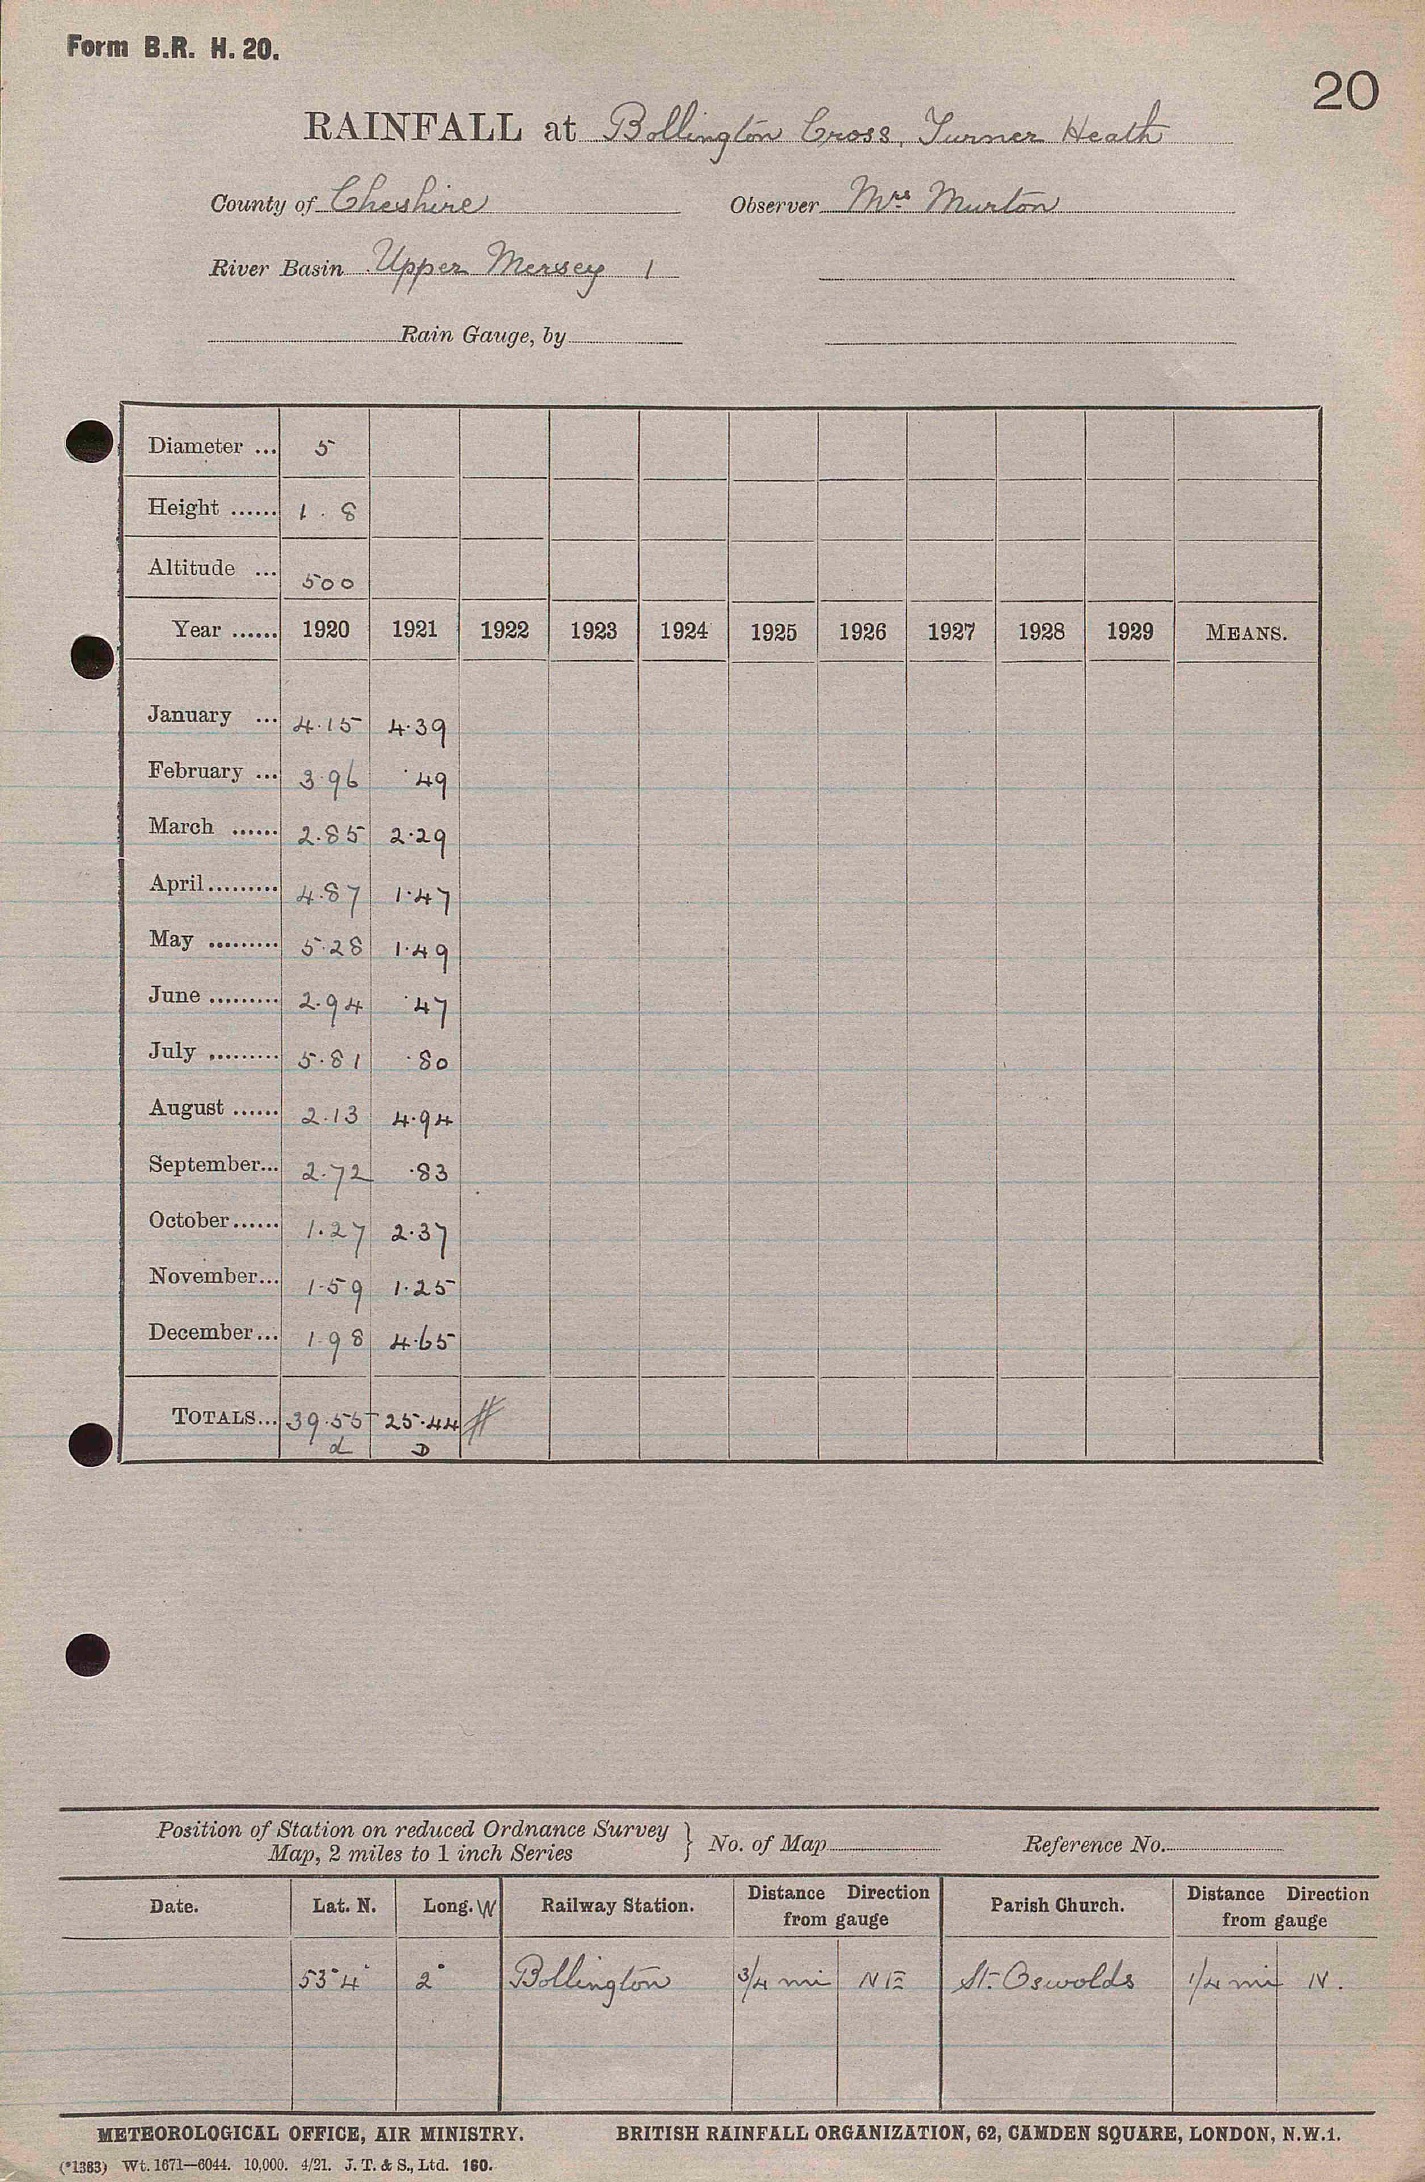 Form B.R. H. 20.
20
RAINFALL at Bollington Cross, Turner Heath
County of Cheshire Observer Mrs Murton
River Basin Upper Mersey 1
Rain Gauge, by
Diameter ... 5
Height ...... 1 . 8
Altitude ... 500
Year ...... 1920 1921 1922 1923 1924 1925 1926 1927 1928 1929 MEANS.
January ... 4.15 4.39
February ... 3.96 .49
March ...... 2.85 2.29
April......... 4.87 1.47
May ......... 5.28 1.49
June ......... 2.94 .47
July ......... 5.81 .80
August ...... 2.13 4.94
September... 2.72 .83
October...... 1.27 2.37
November... 1.59 1.25
December... 1.98 4.65
TOTALS... 39.55 25.44 #
d D
Position of Station on reduced Ordnance Survey Map, 2 miles to 1 inch Series } No. of Map Reference No.
Date. Lat. N. Long. W Railway Station. Distance Direction from gauge Parish Church. Distance Direction from gauge
53°4' 2° Bollington 3/4 mi NE St. Oswolds 1/4 mi N.
METEOROLOGICAL OFFICE, AIR MINISTRY. BRITISH RAINFALL ORGANIZATION, 62, CAMDEN SQUARE, LONDON, N.W.1.
(*1383) Wt. 1671—6044. 10,000. 4/21. J. T. & S., Ltd. 160.